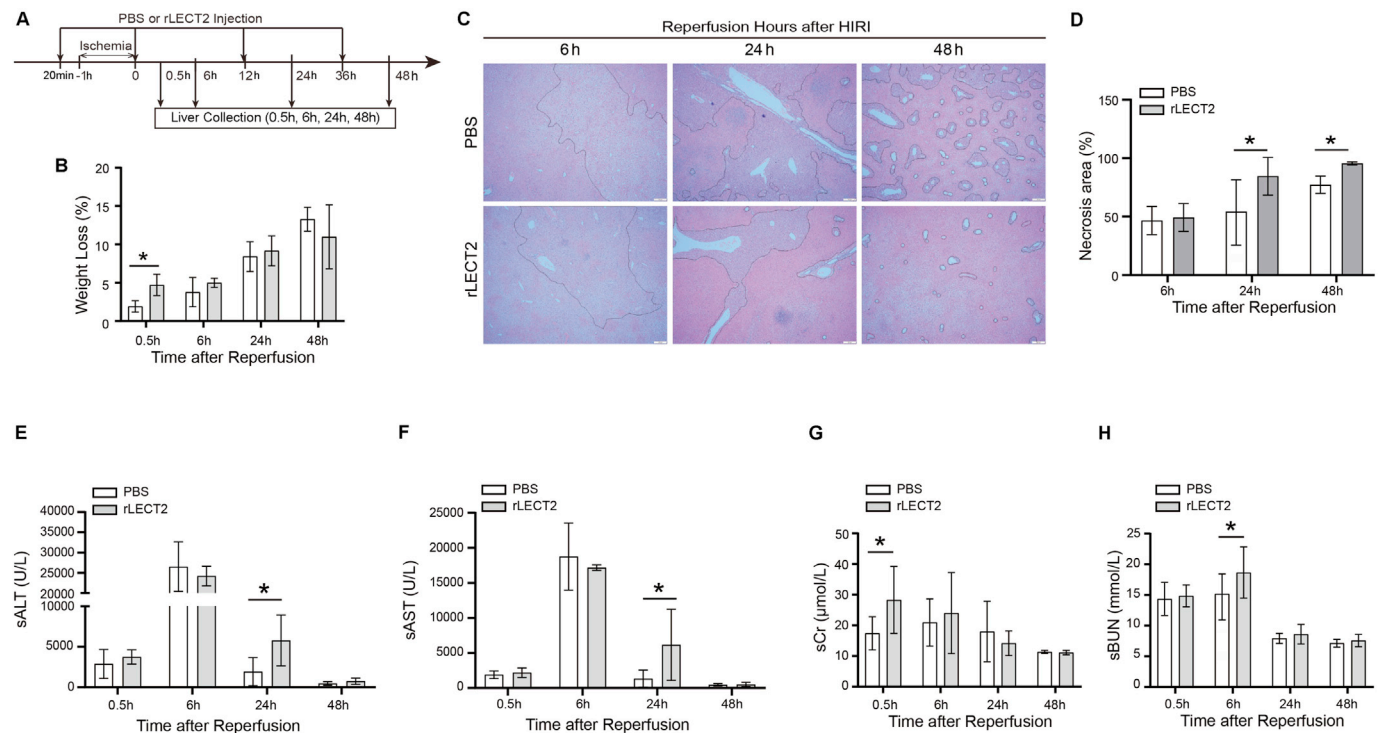 A
PBS or rLECT2 Injection
Ischemia
20min -1h 0 0.5h 6h 12h 24h 36h 48h
Liver Collection (0.5h, 6h, 24h, 48h)
B
Weight Loss (%)
20
15
10
5
0
*
0.5h 6h 24h 48h
Time after Reperfusion
C
Reperfusion Hours after HIRI
6h 24h 48h
PBS
rLECT2
D
PBS
rLECT2
Necrosis area (%)
150
100
50
0
* *
6h 24h 48h
Time after Reperfusion
E
PBS
rLECT2
sALT (U/L)
40000
35000
30000
25000
20000
10000
5000
0
*
0.5h 6h 24h 48h
Time after Reperfusion
F
PBS
rLECT2
sAST (U/L)
25000
20000
15000
10000
5000
0
*
0.5h 6h 24h 48h
Time after Reperfusion
G
PBS
rLECT2
sCr (μmol/L)
50
40
30
20
10
0
*
0.5h 6h 24h 48h
Time after Reperfusion
H
PBS
rLECT2
sBUN (mmol/L)
25
20
15
10
5
0
*
0.5h 6h 24h 48h
Time after Reperfusion